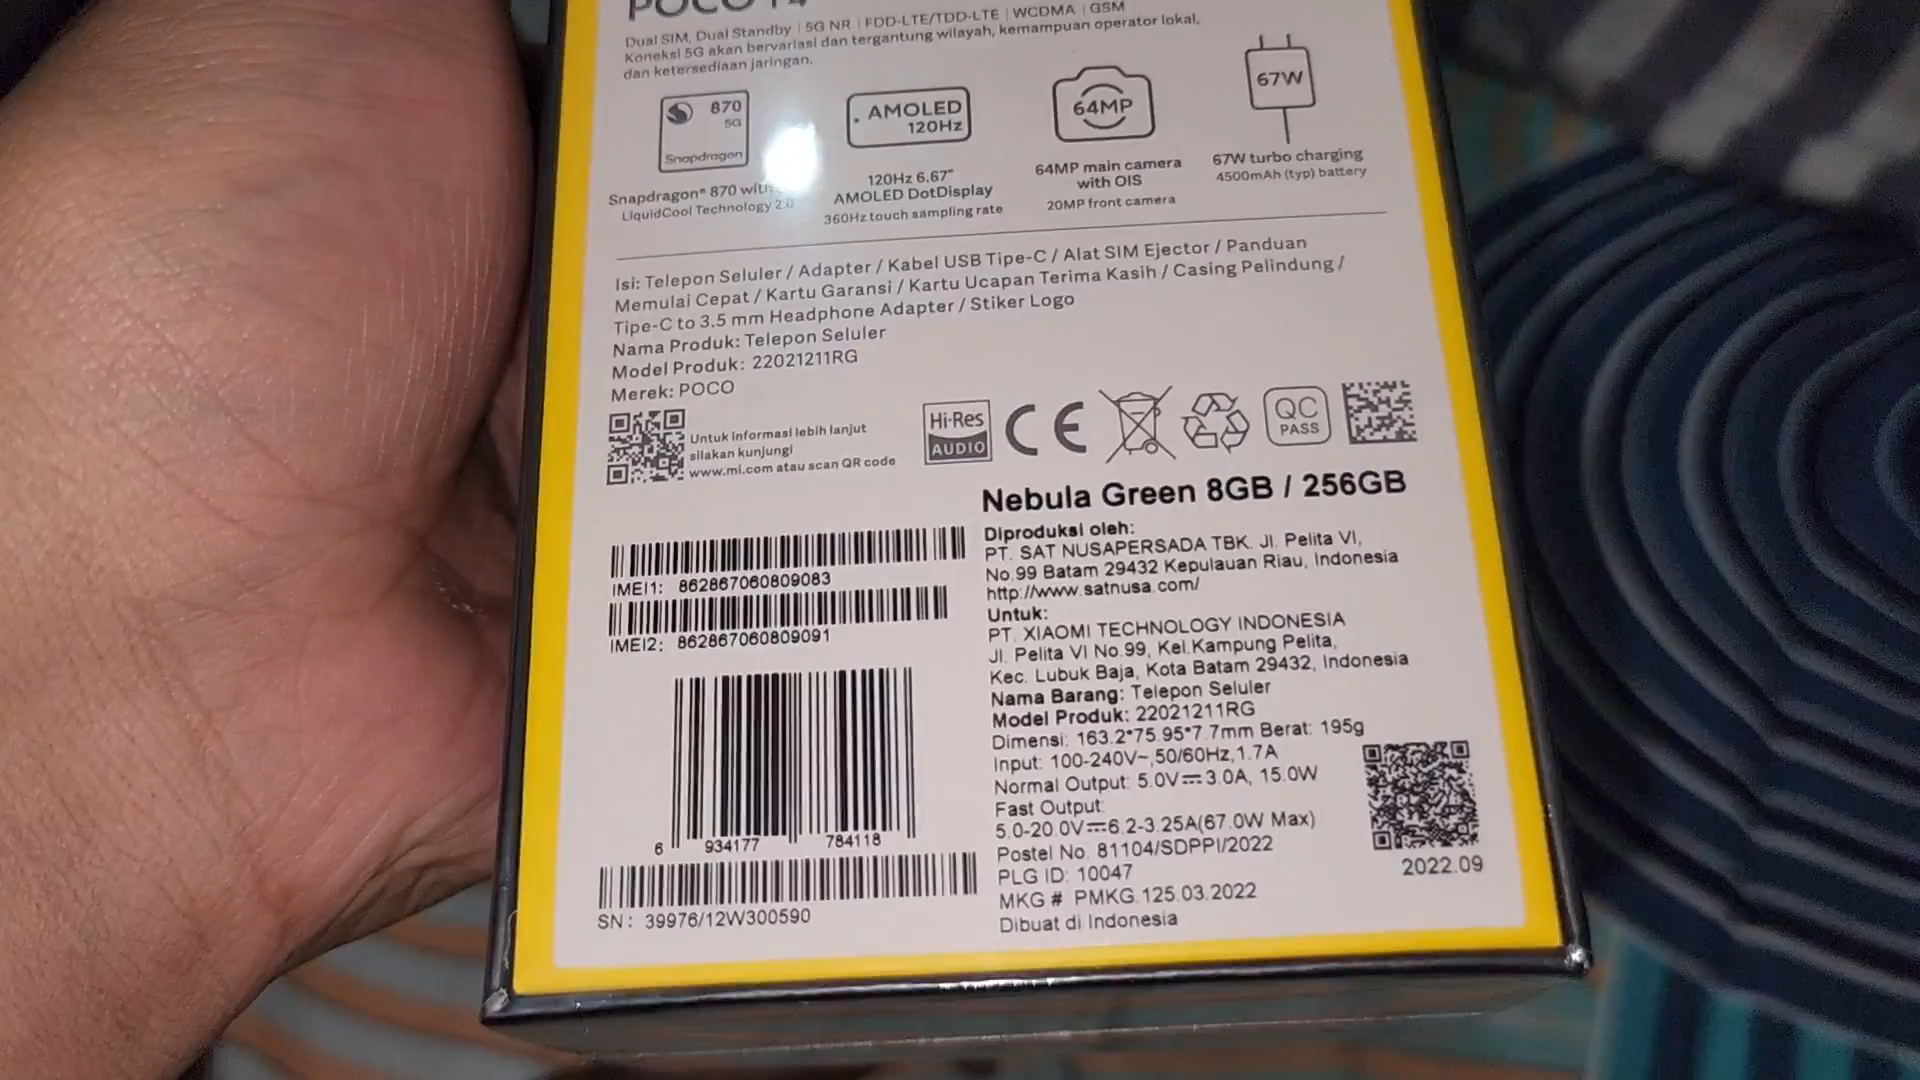 POCO F4
Dual SIM, Dual Standby | 5G NR | FDD-LTE/TDD-LTE | WCDMA | GSM
Koneksi 5G akan bervariasi dan tergantung wilayah, kemampuan operator lokal,
dan ketersediaan jaringan.
870
5G
Snapdragon
AMOLED
120Hz
64MP
67W
Snapdragon® 870 with
LiquidCool Technology 2.0
120Hz 6.67"
AMOLED DotDisplay
360Hz touch sampling rate
64MP main camera
with OIS
20MP front camera
67W turbo charging
4500mAh (typ) battery
Isi: Telepon Seluler / Adapter / Kabel USB Tipe-C / Alat SIM Ejector / Panduan
Memulai Cepat / Kartu Garansi / Kartu Ucapan Terima Kasih / Casing Pelindung /
Tipe-C to 3.5 mm Headphone Adapter / Stiker Logo
Nama Produk: Telepon Seluler
Model Produk: 22021211RG
Merek: POCO
Untuk informasi lebih lanjut
silakan kunjungi
www.mi.com atau scan QR code
Hi-Res
AUDIO
CE
QC
PASS
Nebula Green 8GB / 256GB
IMEI1: 862867060809083
IMEI2: 862867060809091
6 934177 784118
SN: 39976/12W300590
Diproduksi oleh:
PT. SAT NUSAPERSADA TBK. Jl. Pelita VI,
No.99 Batam 29432 Kepulauan Riau, Indonesia
http://www.satnusa.com/
Untuk:
PT. XIAOMI TECHNOLOGY INDONESIA
Jl. Pelita VI No.99, Kel.Kampung Pelita,
Kec. Lubuk Baja, Kota Batam 29432, Indonesia
Nama Barang: Telepon Seluler
Model Produk: 22021211RG
Dimensi: 163.2*75.95*7.7mm Berat: 195g
Input: 100-240V~,50/60Hz,1.7A
Normal Output: 5.0V⎓3.0A, 15.0W
Fast Output:
5.0-20.0V⎓6.2-3.25A(67.0W Max)
Postel No. 81104/SDPPI/2022
PLG ID: 10047
MKG # PMKG.125.03.2022
Dibuat di Indonesia
2022.09